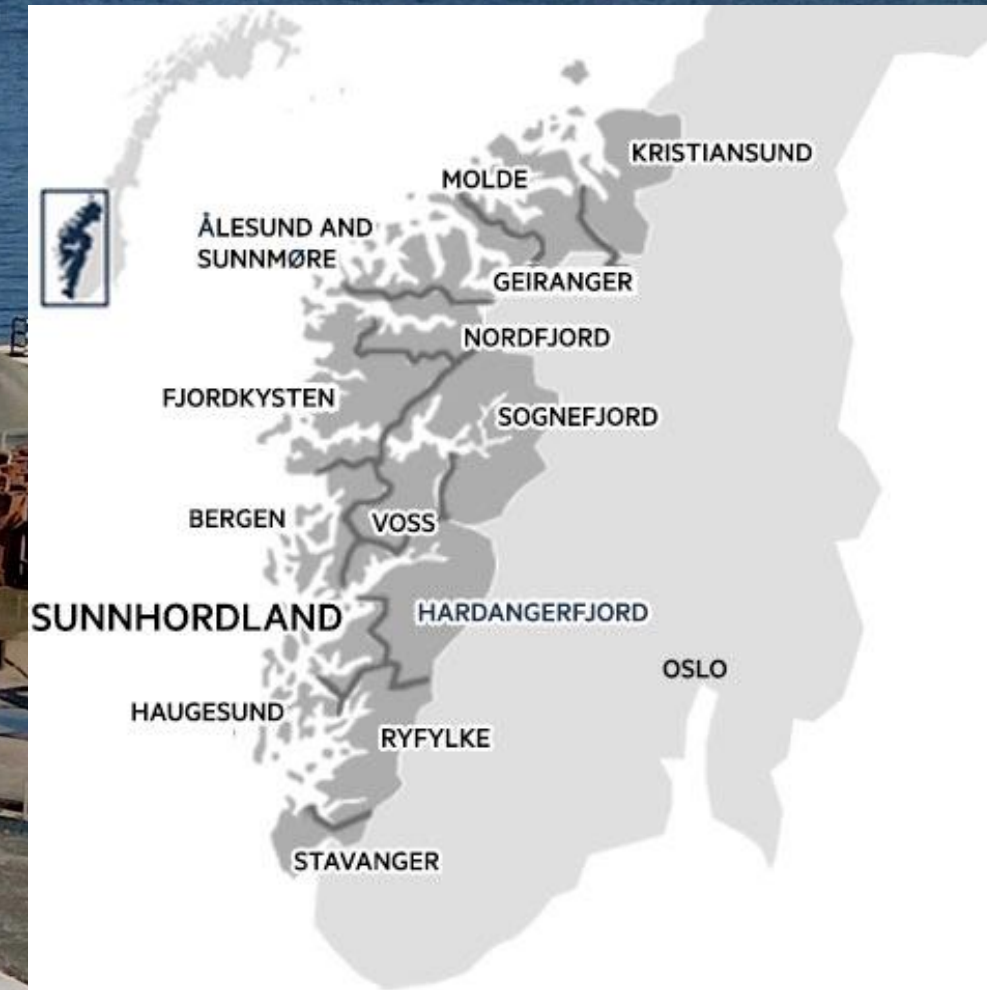 KRISTIANSUND
MOLDE
ÅLESUND AND
SUNNMØRE
GEIRANGER
NORDFJORD
FJORDKYSTEN
SOGNEFJORD
BERGEN
VOSS
SUNNHORDLAND
HARDANGERFJORD
OSLO
HAUGESUND
RYFYLKE
STAVANGER